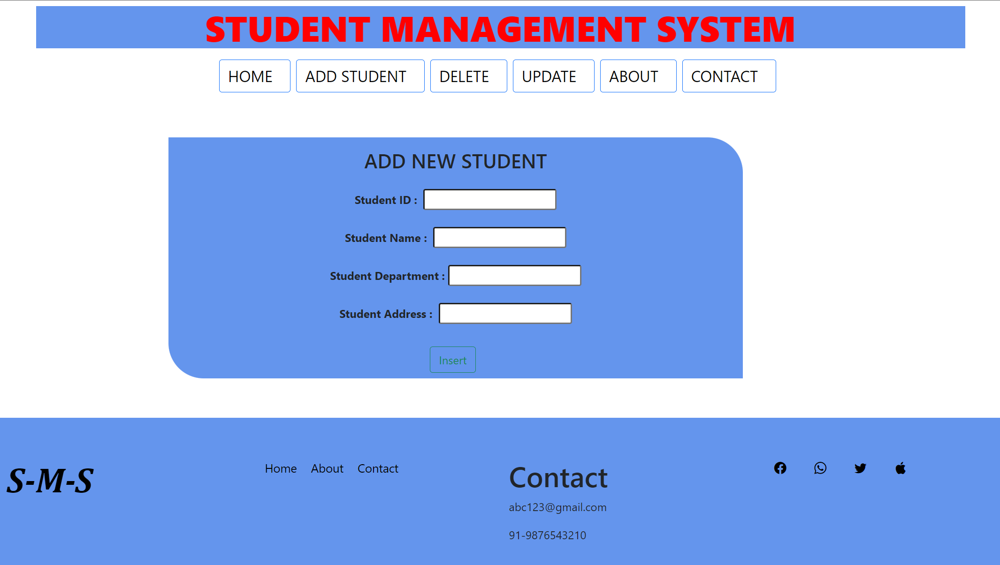 STUDENT MANAGEMENT SYSTEM
HOME ADD STUDENT DELETE UPDATE ABOUT CONTACT
ADD NEW STUDENT
Student ID :
Student Name :
Student Department :
Student Address :
Insert
S-M-S
Home About Contact
Contact
abc123@gmail.com
91-9876543210